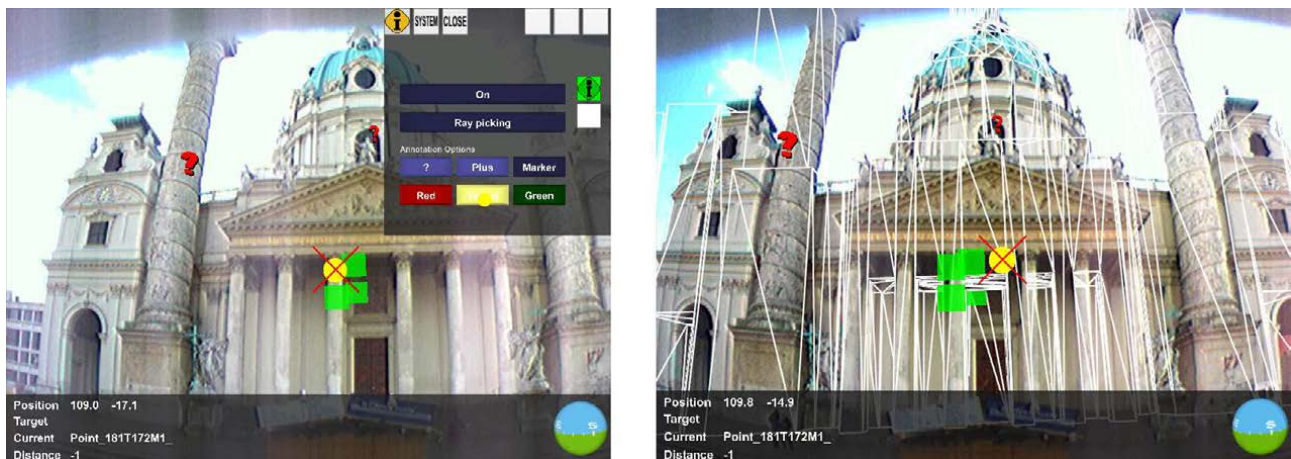 SYSTEM CLOSE
On
Ray picking
Annotation Options
? Plus Marker
Red Green
?
?
Position 109.0 -17.1
Target
Current Point_181T172M1_
Distance -1
S
?
?
Position 109.8 -14.9
Target
Current Point_181T172M1_
Distance -1
S